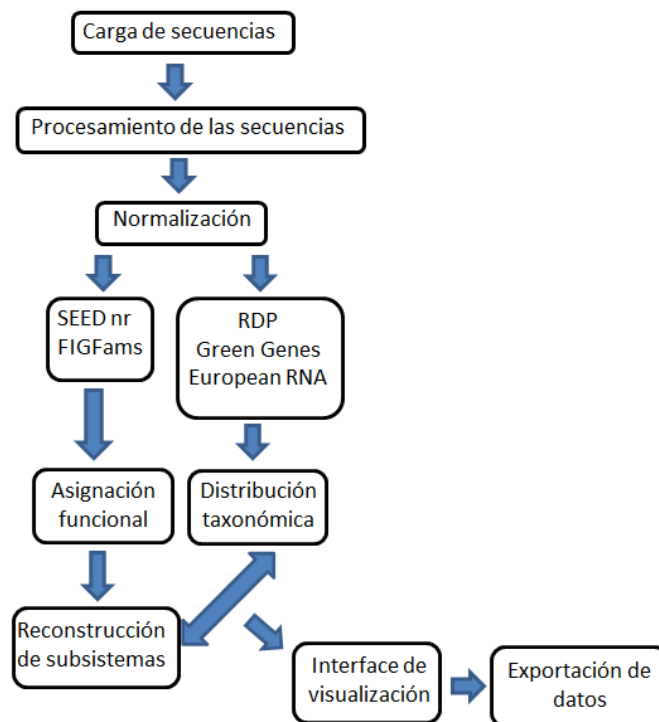 Carga de secuencias
Procesamiento de las secuencias
Normalización
SEED nr
FIGFams
RDP
Green Genes
European RNA
Asignación
funcional
Distribución
taxonómica
Reconstrucción
de subsistemas
Interface de
visualización
Exportación de
datos